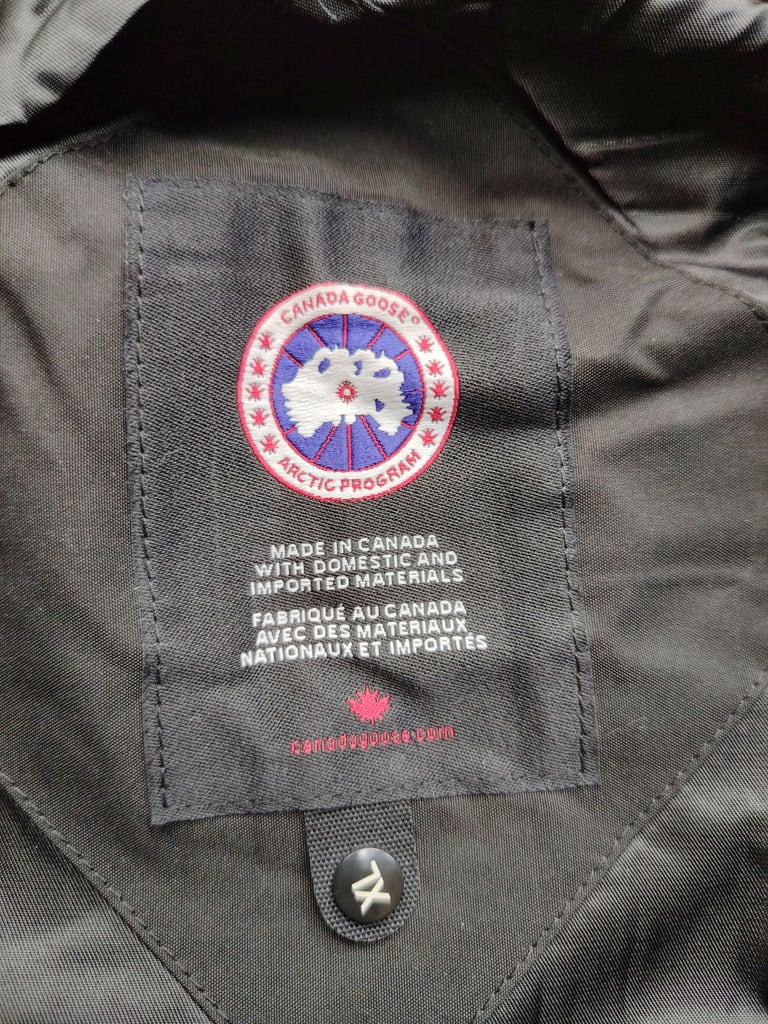 CANADA GOOSE®
ARCTIC PROGRAM
MADE IN CANADA
WITH DOMESTIC AND
IMPORTED MATERIALS
FABRIQUÉ AU CANADA
AVEC DES MATERIAUX
NATIONAUX ET IMPORTÉS
canadagoose.com
XL